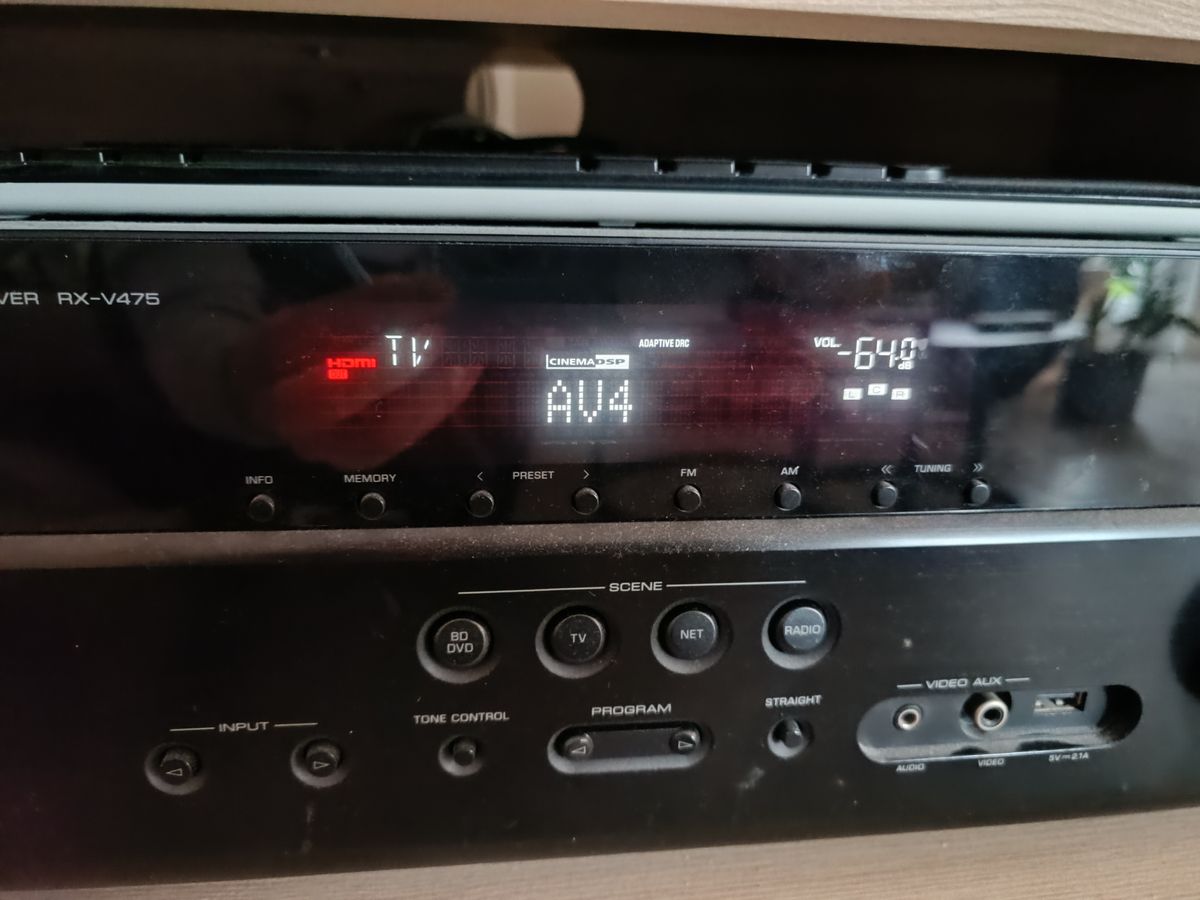 VER RX-V475
TV
ADAPTIVE DRC
VOL.
-64.0
dB
HDMI
OUT
CINEMA DSP
AV4
L C R
INFO MEMORY < PRESET > FM AM << TUNING >>
SCENE
BD
DVD
TV
NET
RADIO
VIDEO AUX
STRAIGHT
PROGRAM
TONE CONTROL
INPUT
AUDIO VIDEO 5V⎓2.1A